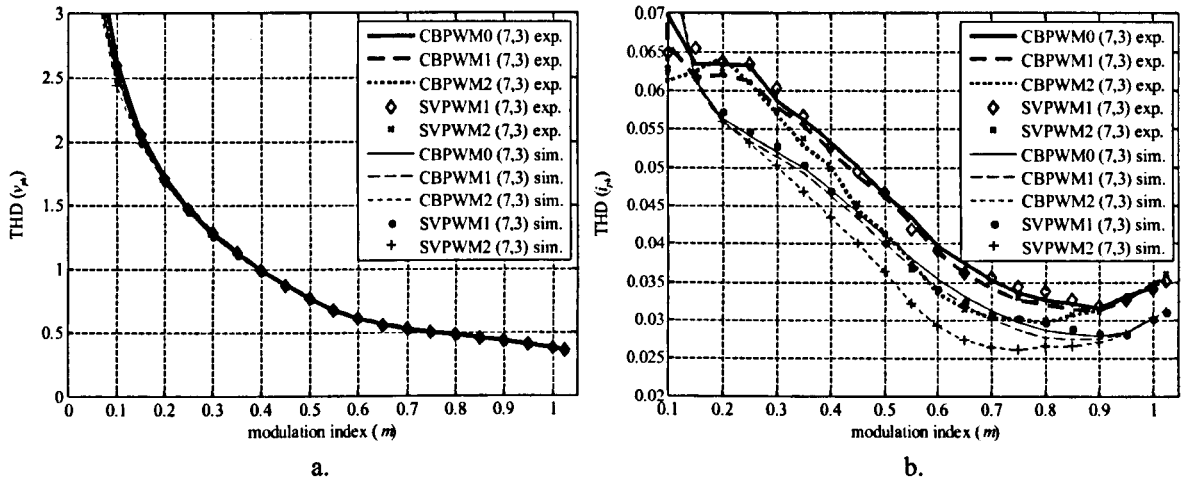 3
2.5
2
1.5
1
0.5
0
THD (vph)
0 0.1 0.2 0.3 0.4 0.5 0.6 0.7 0.8 0.9 1
modulation index (m)
CBPWM0 (7,3) exp.
CBPWM1 (7,3) exp.
CBPWM2 (7,3) exp.
SVPWM1 (7,3) exp.
SVPWM2 (7,3) exp.
CBPWM0 (7,3) sim.
CBPWM1 (7,3) sim.
CBPWM2 (7,3) sim.
SVPWM1 (7,3) sim.
SVPWM2 (7,3) sim.
a.
0.07
0.065
0.06
0.055
0.05
0.045
0.04
0.035
0.03
0.025
0.02
THD (iph)
0.1 0.2 0.3 0.4 0.5 0.6 0.7 0.8 0.9 1
modulation index (m)
CBPWM0 (7,3) exp.
CBPWM1 (7,3) exp.
CBPWM2 (7,3) exp.
SVPWM1 (7,3) exp.
SVPWM2 (7,3) exp.
CBPWM0 (7,3) sim.
CBPWM1 (7,3) sim.
CBPWM2 (7,3) sim.
SVPWM1 (7,3) sim.
SVPWM2 (7,3) sim.
b.